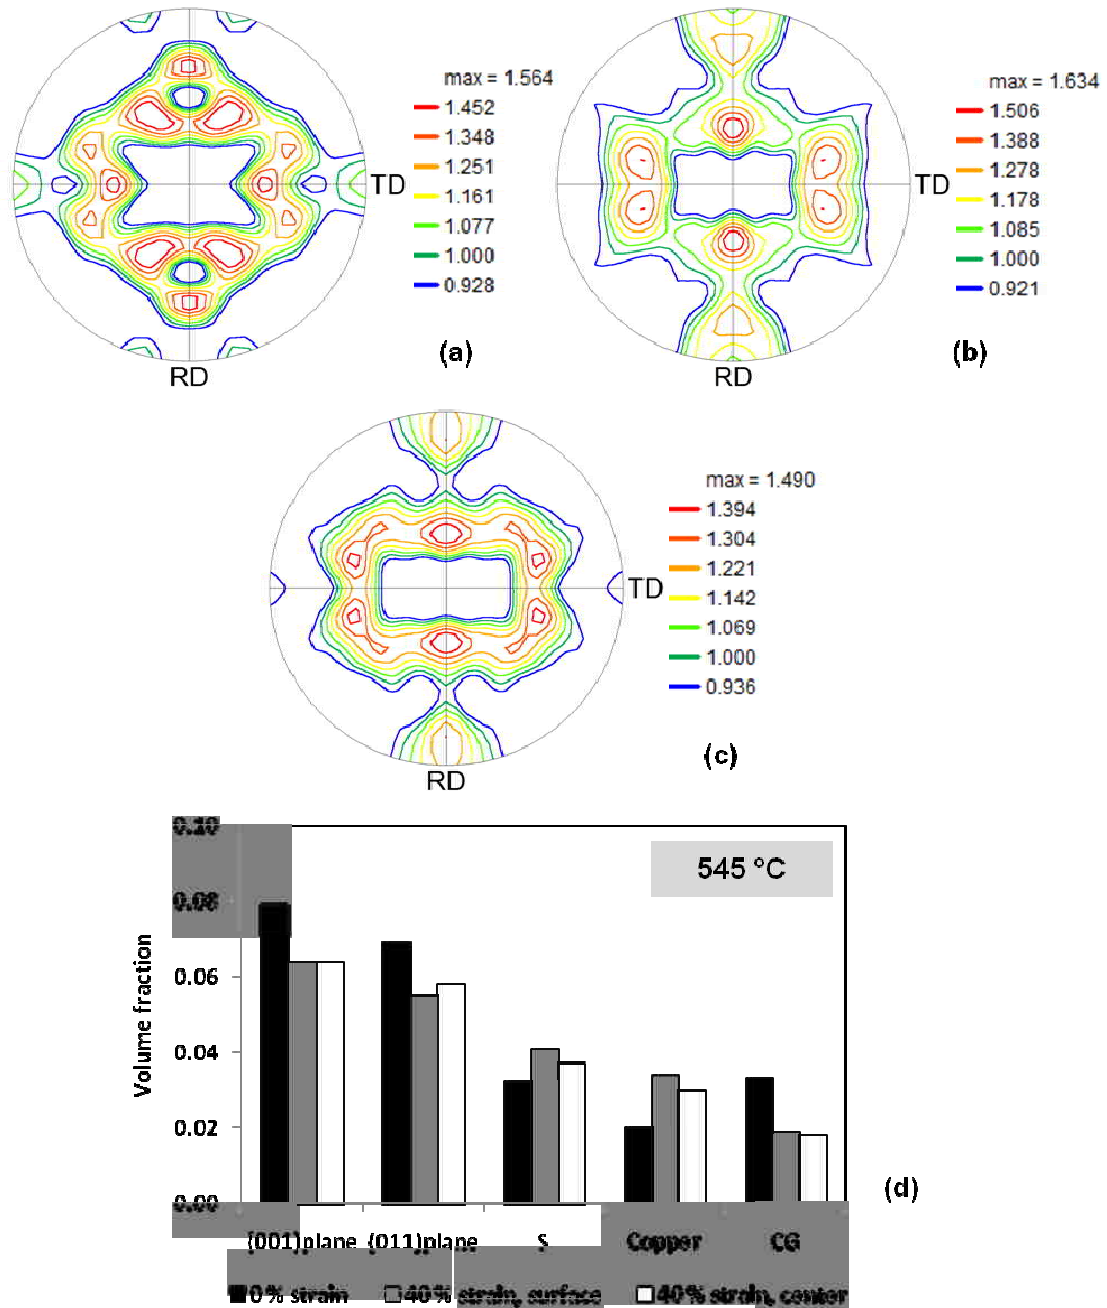 max = 1.564
1.452
1.348
1.251
1.161
1.077
1.000
0.928
TD
RD
(a)
max = 1.634
1.506
1.388
1.278
1.178
1.085
1.000
0.921
TD
RD
(b)
max = 1.490
1.394
1.304
1.221
1.142
1.069
1.000
0.936
TD
RD
(c)
0.10
0.08
0.06
0.04
0.02
0.00
Volume fraction
545 °C
(d)
(001)plane (011)plane S Copper CG
0% strain 40% strain, surface 40% strain, center